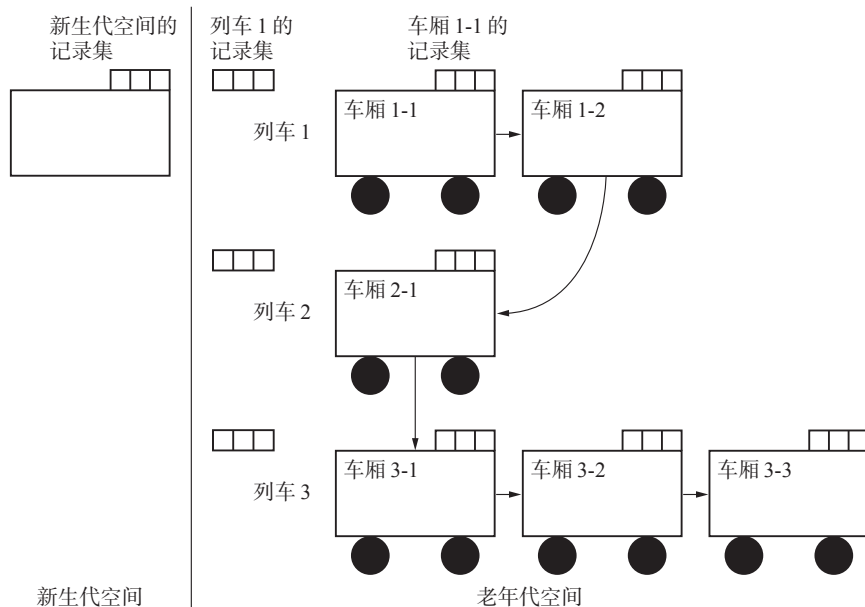 新生代空间的
记录集
列车 1 的
记录集
车厢 1-1 的
记录集
列车 1
车厢 1-1
车厢 1-2
列车 2
车厢 2-1
列车 3
车厢 3-1
车厢 3-2
车厢 3-3
新生代空间
老年代空间